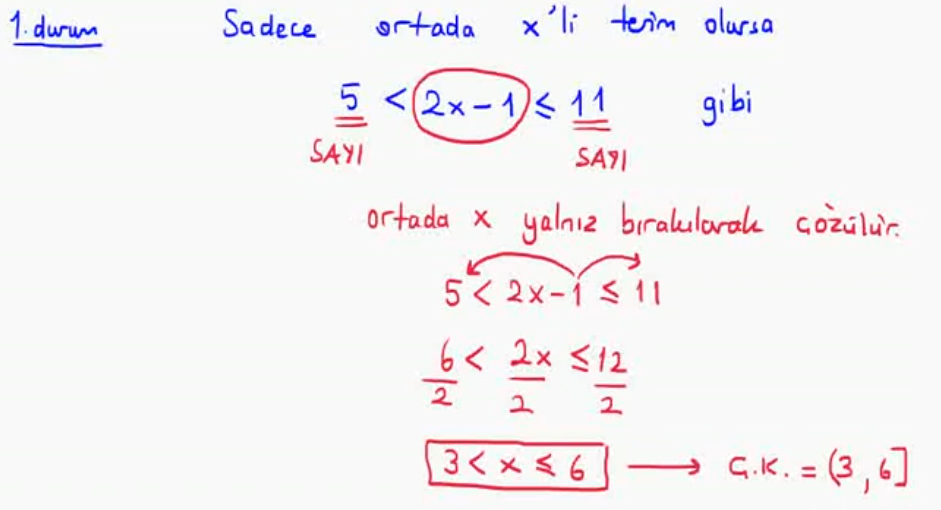 1. durum Sadece ortada x'li terim olursa
5 < 2x-1 ≤ 11 gibi
SAYI SAYI
ortada x yalnız bırakılarak çözülür.
5 < 2x-1 ≤ 11
6/2 < 2x/2 ≤ 12/2
3 < x ≤ 6 → Ç.K. = (3, 6]